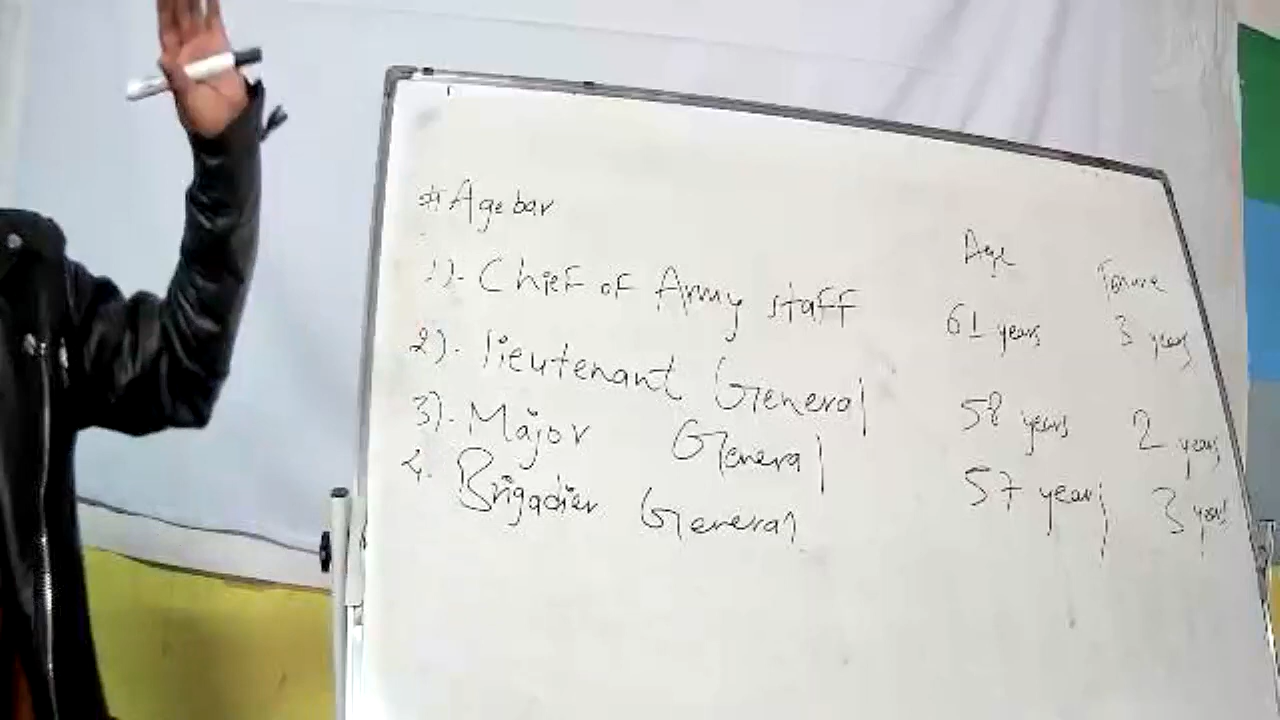 # Age bar
Age Tenure
1). Chief of Army staff 61 years 3 years
2). lieutenant General 58 years 2 years
3). Major General 57 years 3 years
4. Brigadier General